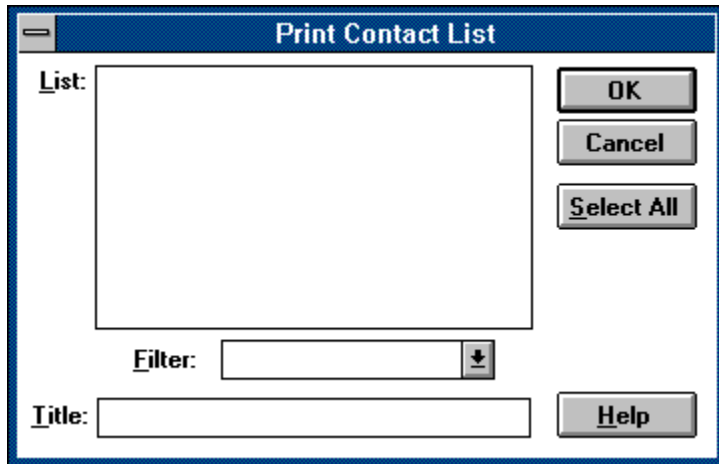 Print Contact List
List:
OK
Cancel
Select All
Filter:
Title:
Help